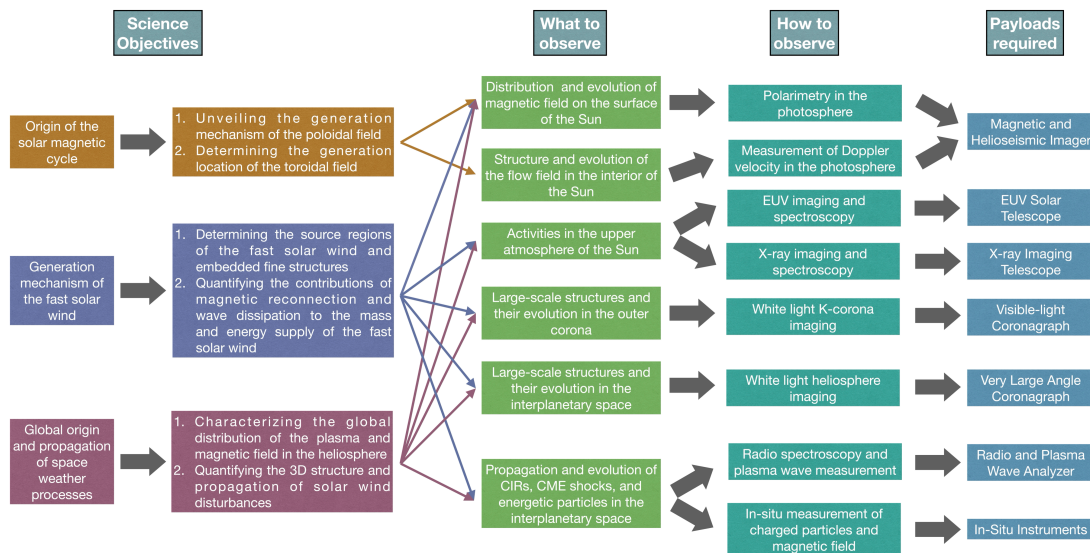 Science
Objectives
What to
observe
How to
observe
Payloads
required
Origin of the
solar magnetic
cycle
1. Unveiling the generation
mechanism of the poloidal field
2. Determining the generation
location of the toroidal field
Distribution and evolution of
magnetic field on the surface
of the Sun
Polarimetry in the
photosphere
Magnetic and
Helioseismic Imager
Structure and evolution of
the flow field in the interior of
the Sun
Measurement of Doppler
velocity in the photosphere
Generation
mechanism of
the fast solar
wind
1. Determining the source regions
of the fast solar wind and
embedded fine structures
2. Quantifying the contributions of
magnetic reconnection and
wave dissipation to the mass
and energy supply of the fast
solar wind
Activities in the upper
atmosphere of the Sun
EUV imaging and
spectroscopy
EUV Solar
Telescope
X-ray imaging and
spectroscopy
X-ray Imaging
Telescope
Large-scale structures and
their evolution in the outer
corona
White light K-corona
imaging
Visible-light
Coronagraph
Large-scale structures and
their evolution in the
interplanetary space
White light heliosphere
imaging
Very Large Angle
Coronagraph
Global origin
and propagation
of space
weather
processes
1. Characterizing the global
distribution of the plasma and
magnetic field in the heliosphere
2. Quantifying the 3D structure and
propagation of solar wind
disturbances
Propagation and evolution of
CIRs, CME shocks, and
energetic particles in the
interplanetary space
Radio spectroscopy and
plasma wave measurement
Radio and Plasma
Wave Analyzer
In-situ measurement of
charged particles and
magnetic field
In-Situ Instruments